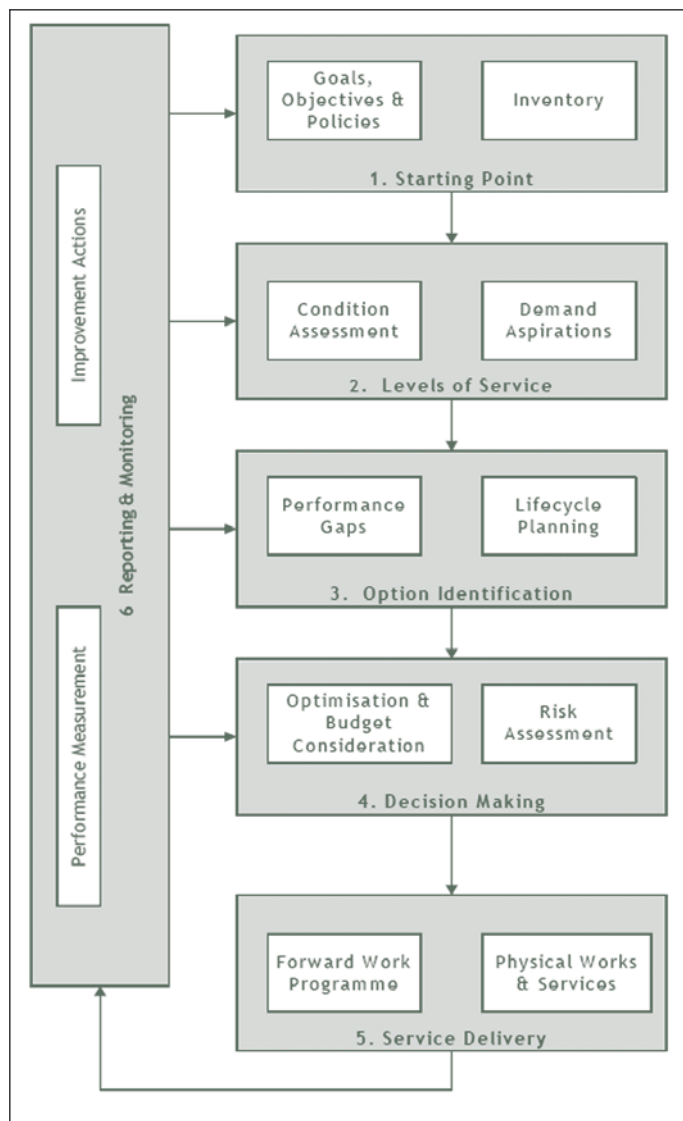 Goals,
Objectives &
Policies
Inventory
1. Starting Point
Condition
Assessment
Demand
Aspirations
2. Levels of Service
Performance
Gaps
Lifecycle
Planning
3. Option Identification
Optimisation &
Budget
Consideration
Risk
Assessment
4. Decision Making
Forward Work
Programme
Physical Works
& Services
5. Service Delivery
Improvement Actions
Performance Measurement
6 Reporting & Monitoring